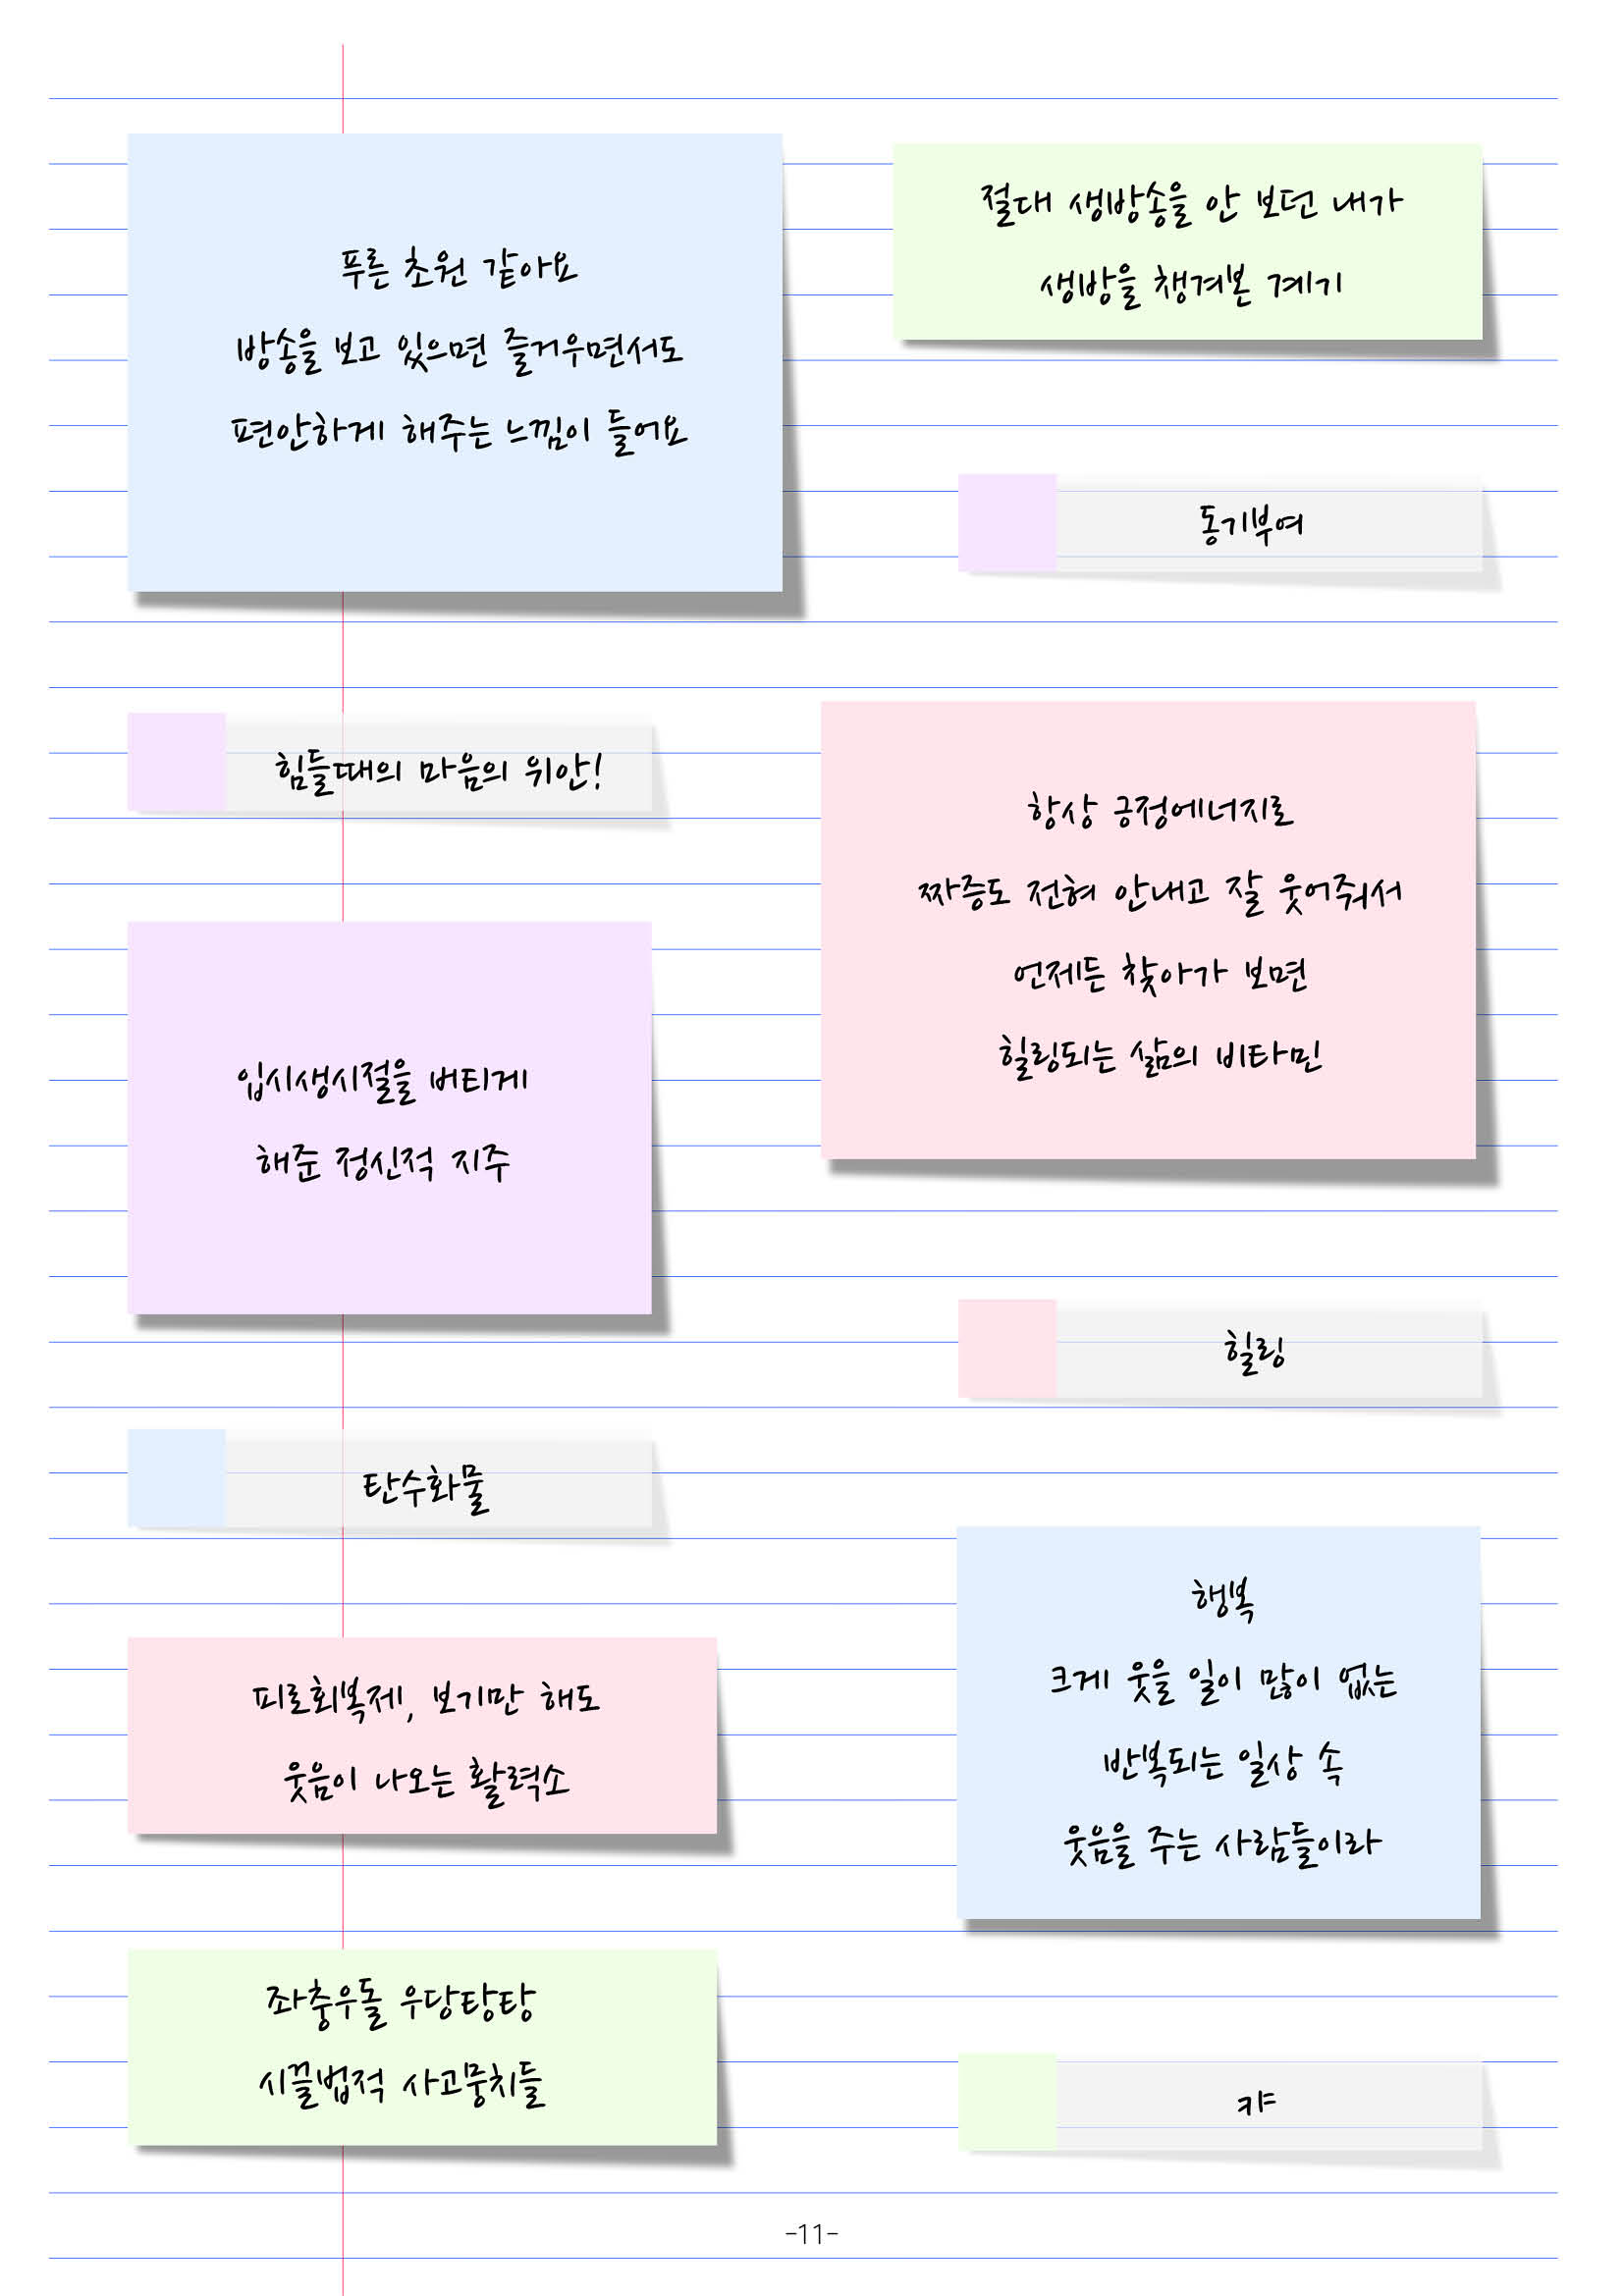 푸른 초원 같아요
방송을 보고 있으면 즐거우면서도
편안하게 해주는 느낌이 들어요
절대 생방송을 안 보던 내가
생방을 챙겨본 계기
동기부여
힘들때의 마음의 위안!
항상 긍정에너지로
짜증도 전혀 안내고 잘 웃어줘서
언제든 찾아가 보면
힐링되는 삶의 비타민
입시생시절을 버티게
해준 정신적 지주
힐링
탄수화물
행복
크게 웃을 일이 많이 없는
반복되는 일상 속
웃음을 주는 사람들이라
피로회복제, 보기만 해도
웃음이 나오는 활력소
좌충우돌 우당탕탕
시끌법적 사고뭉치들
캬
-11-